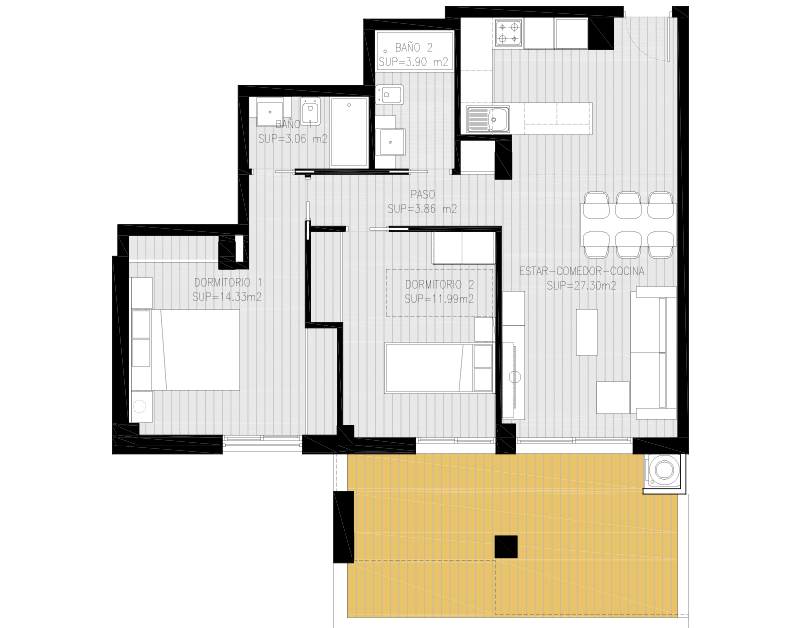 BAÑO 2
SUP=3.90 m2
BAÑO 1
SUP=3.06 m2
PASO
SUP=3.86 m2
DORMITORIO 1
SUP=14.33m2
DORMITORIO 2
SUP=11.99m2
ESTAR-COMEDOR-COCINA
SUP=27.30m2